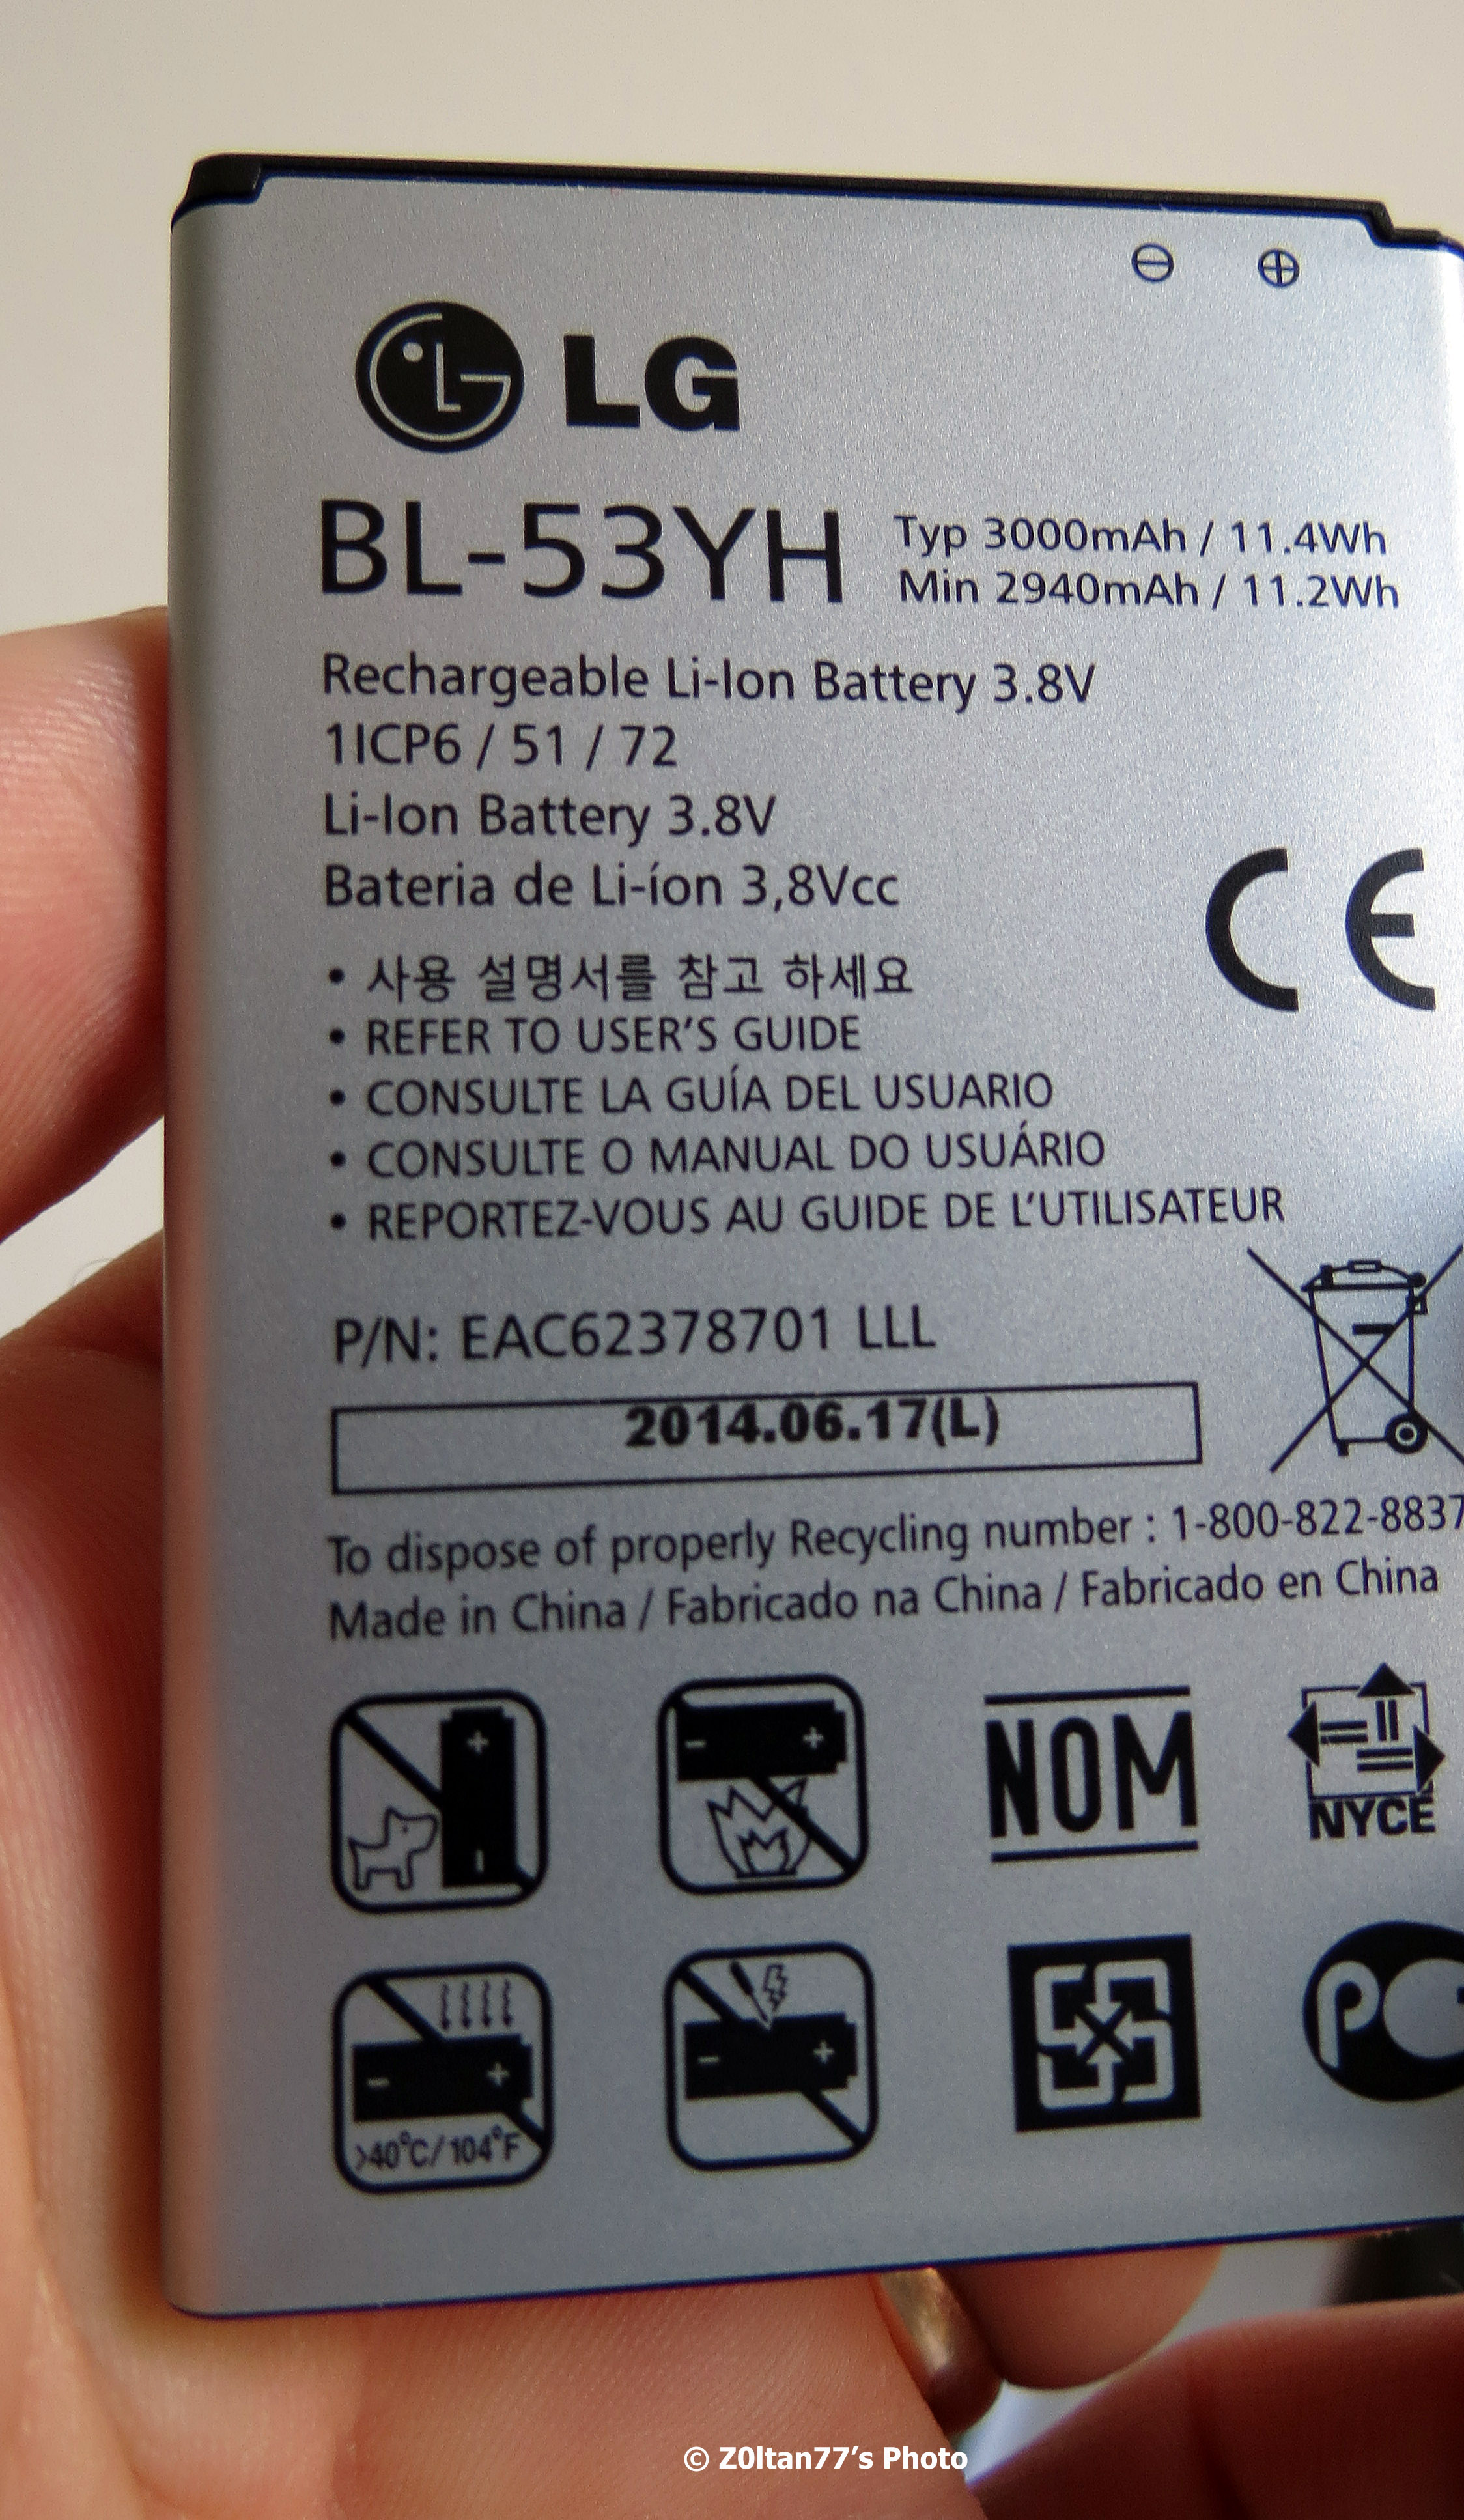 LG
BL-53YH
Typ 3000mAh / 11.4Wh
Min 2940mAh / 11.2Wh
Rechargeable Li-Ion Battery 3.8V
1ICP6 / 51 / 72
Li-Ion Battery 3.8V
Bateria de Li-íon 3,8Vcc
CE
• 사용 설명서를 참고 하세요
• REFER TO USER'S GUIDE
• CONSULTE LA GUÍA DEL USUARIO
• CONSULTE O MANUAL DO USUÁRIO
• REPORTEZ-VOUS AU GUIDE DE L'UTILISATEUR
P/N: EAC62378701 LLL
2014.06.17(L)
To dispose of properly Recycling number : 1-800-822-8837
Made in China / Fabricado na China / Fabricado en China
NOM
NYCE
>40°C/104°F
© Z0ltan77's Photo